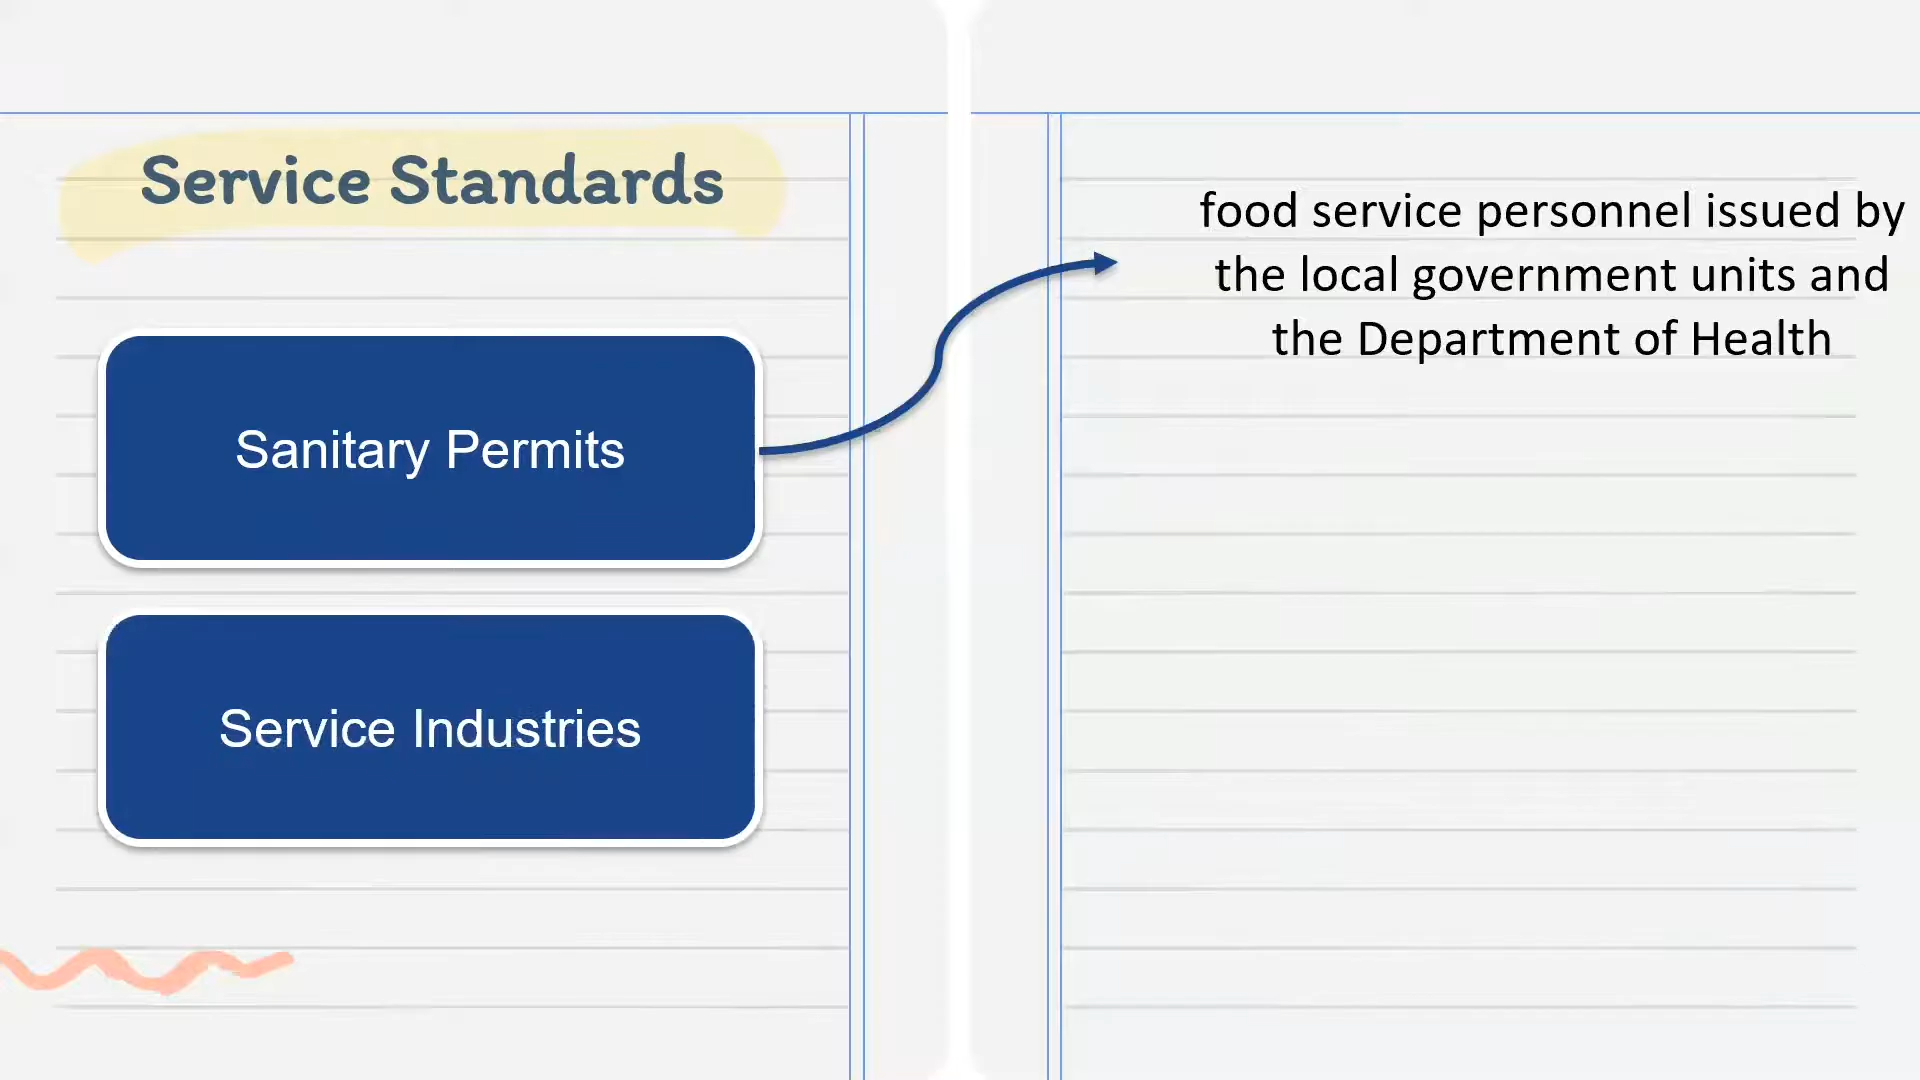 Service Standards
food service personnel issued by
the local government units and
the Department of Health
Sanitary Permits
Service Industries